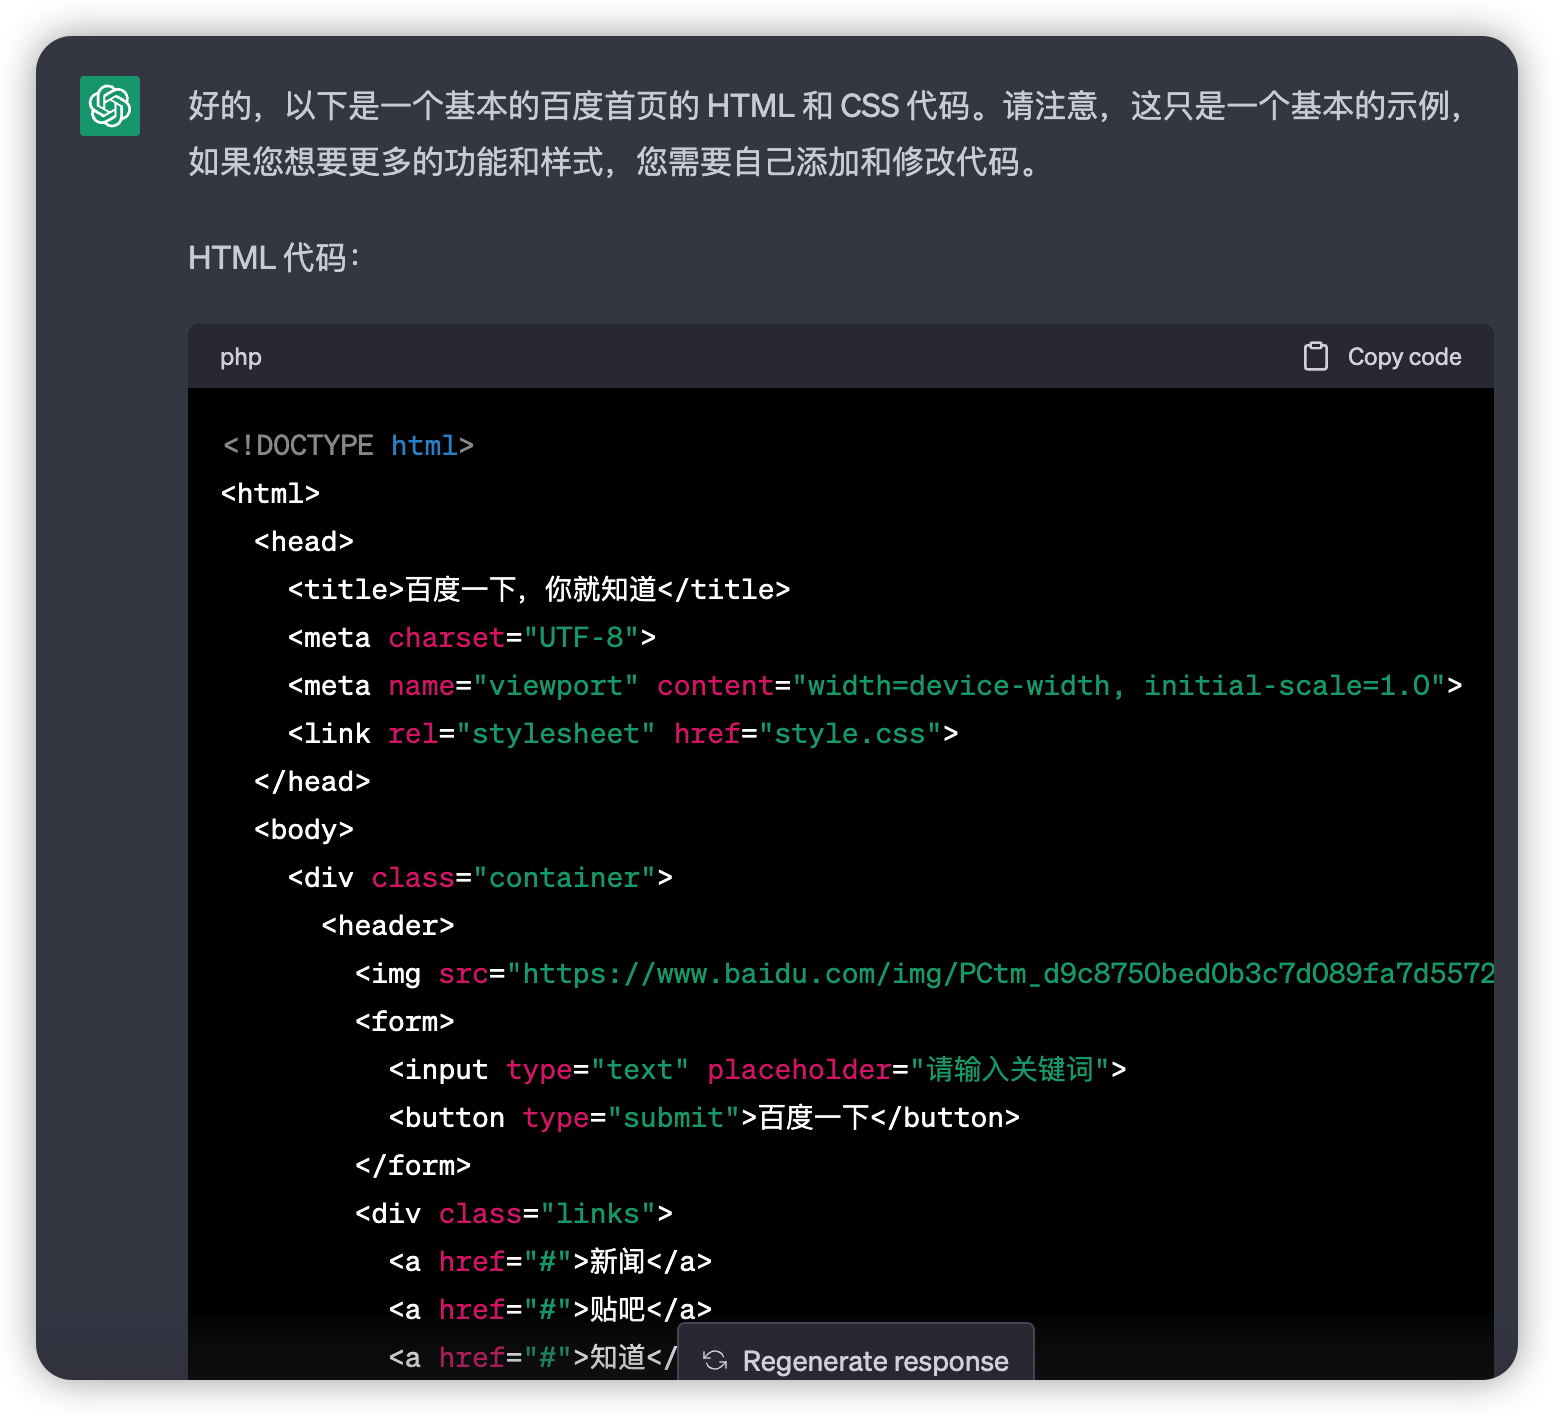 好的，以下是一个基本的百度首页的 HTML 和 CSS 代码。请注意，这只是一个基本的示例，
如果您想要更多的功能和样式，您需要自己添加和修改代码。
HTML 代码：
php
Copy code
<!DOCTYPE html>
<html>
  <head>
    <title>百度一下，你就知道</title>
    <meta charset="UTF-8">
    <meta name="viewport" content="width=device-width, initial-scale=1.0">
    <link rel="stylesheet" href="style.css">
  </head>
  <body>
    <div class="container">
      <header>
        <img src="https://www.baidu.com/img/PCtm_d9c8750bed0b3c7d089fa7d5572
        <form>
          <input type="text" placeholder="请输入关键词">
          <button type="submit">百度一下</button>
        </form>
        <div class="links">
          <a href="#">新闻</a>
          <a href="#">贴吧</a>
          <a href="#">知道</
Regenerate response